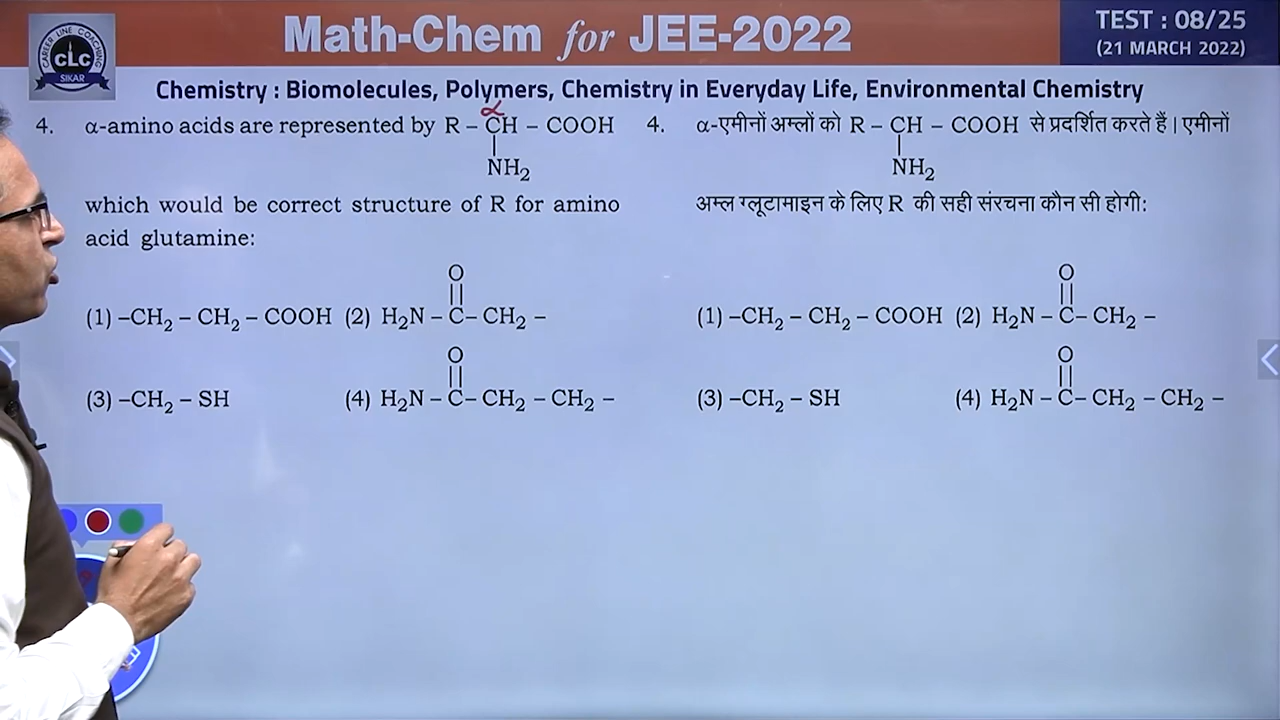 CAREER LINE COACHING
CLC
SIKAR
Math-Chem for JEE-2022
TEST : 08/25
(21 MARCH 2022)
Chemistry : Biomolecules, Polymers, Chemistry in Everyday Life, Environmental Chemistry
α
4. α-amino acids are represented by R – CH – COOH
|
NH₂
which would be correct structure of R for amino
acid glutamine:
O
||
(1) –CH₂ – CH₂ – COOH (2) H₂N – C – CH₂ –
O
||
(3) –CH₂ – SH (4) H₂N – C – CH₂ – CH₂ –
4. α-एमीनों अम्लों को R – CH – COOH से प्रदर्शित करते हैं। एमीनों
|
NH₂
अम्ल ग्लूटामाइन के लिए R की सही संरचना कौन सी होगी:
O
||
(1) –CH₂ – CH₂ – COOH (2) H₂N – C – CH₂ –
O
||
(3) –CH₂ – SH (4) H₂N – C – CH₂ – CH₂ –